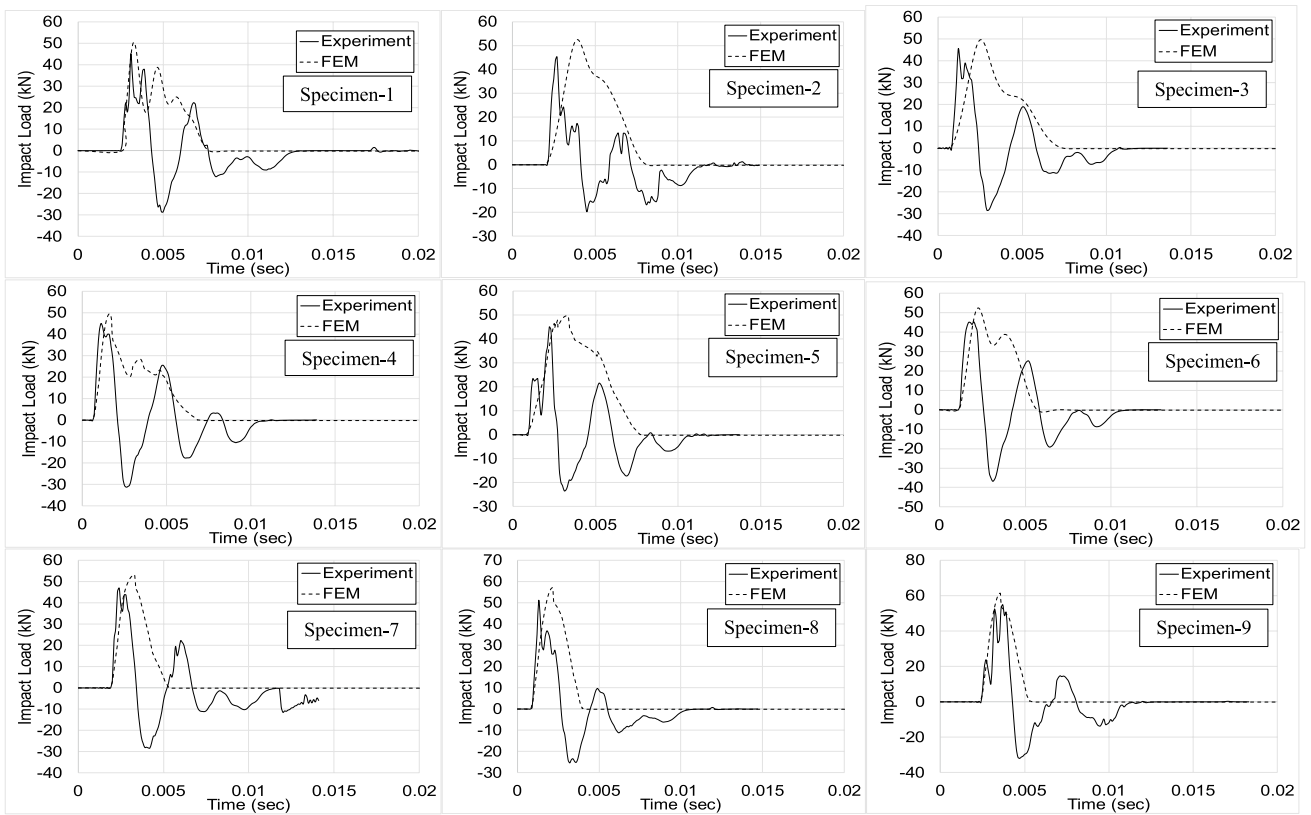 Impact Load (kN)
60
50
40
30
20
10
0
-10
-20
-30
-40
Experiment
FEM
Specimen-1
0 0.005 0.01 0.015 0.02
Time (sec)
Impact Load (kN)
60
50
40
30
20
10
0
-10
-20
-30
Experiment
FEM
Specimen-2
0 0.005 0.01 0.015 0.02
Time (sec)
Impact Load (kN)
60
50
40
30
20
10
0
-10
-20
-30
-40
Experiment
FEM
Specimen-3
0 0.005 0.01 0.015 0.02
Time (sec)
Impact Load (kN)
60
50
40
30
20
10
0
-10
-20
-30
-40
Experiment
FEM
Specimen-4
0 0.005 0.01 0.015 0.02
Time (sec)
Impact Load (kN)
60
50
40
30
20
10
0
-10
-20
-30
Experiment
FEM
Specimen-5
0 0.005 0.01 0.015 0.02
Time (sec)
Impact Load (kN)
60
50
40
30
20
10
0
-10
-20
-30
-40
-50
Experiment
FEM
Specimen-6
0 0.005 0.01 0.015 0.02
Time (sec)
Impact Load (kN)
60
50
40
30
20
10
0
-10
-20
-30
-40
Experiment
FEM
Specimen-7
0 0.005 0.01 0.015 0.02
Time (sec)
Impact Load (kN)
70
60
50
40
30
20
10
0
-10
-20
-30
Experiment
FEM
Specimen-8
0 0.005 0.01 0.015 0.02
Time (sec)
Impact Load (kN)
80
60
40
20
0
-20
-40
Experiment
FEM
Specimen-9
0 0.005 0.01 0.015 0.02
Time (sec)